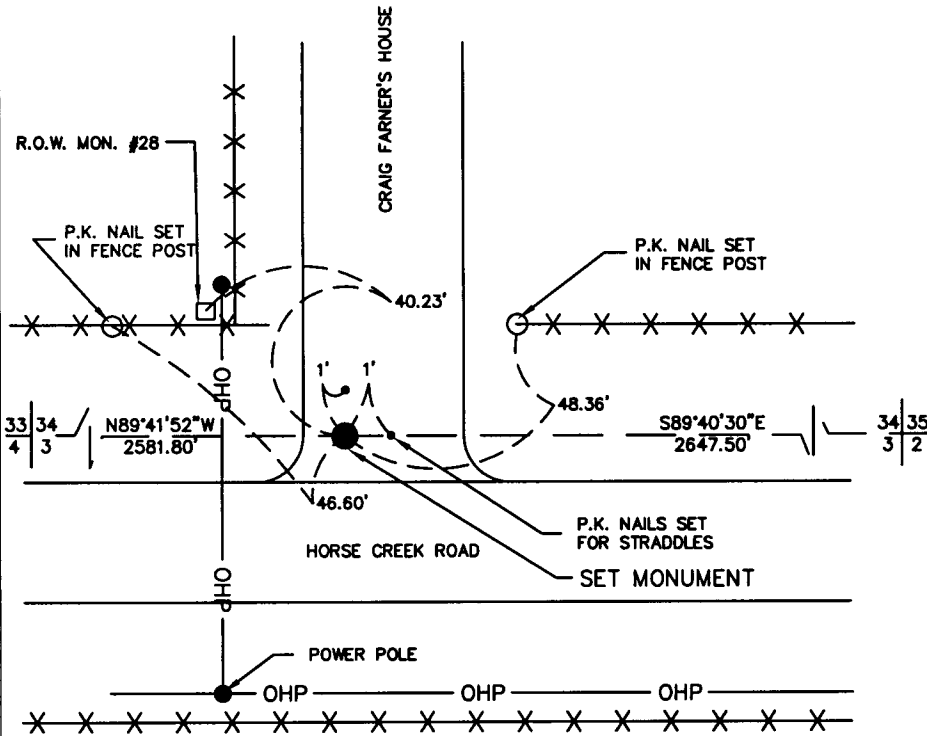 CRAIG FARNER'S HOUSE
R.O.W. MON. #28
P.K. NAIL SET
IN FENCE POST
P.K. NAIL SET
IN FENCE POST
40.23'
OHP
1'
1'
48.36'
33 34
4 3
N89°41'52"W
2581.80'
S89°40'30"E
2647.50'
34 35
3 2
46.60'
P.K. NAILS SET
FOR STRADDLES
HORSE CREEK ROAD
SET MONUMENT
OHP
POWER POLE
OHP
OHP
OHP